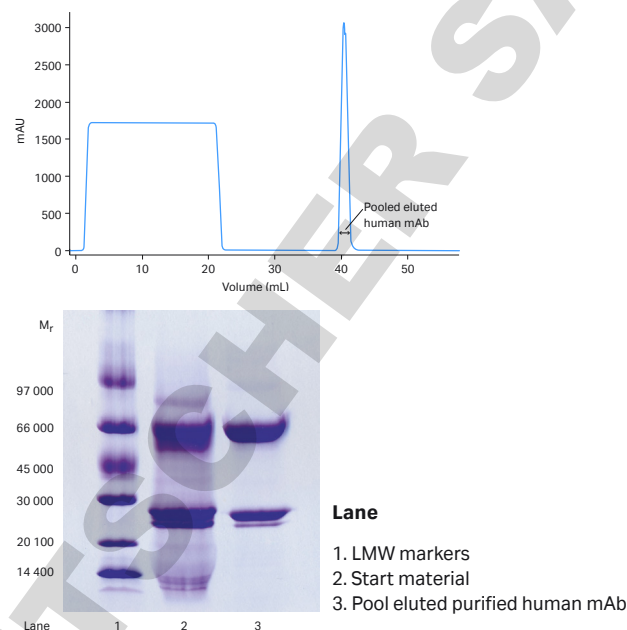 3000
2500
2000
1500
1000
500
0
mAU
0 10 20 30 40 50
Volume (mL)
Pooled eluted
human mAb
Mr
97 000
66 000
45 000
30 000
20 100
14 400
Lane 1 2 3
Lane
1. LMW markers
2. Start material
3. Pool eluted purified human mAb